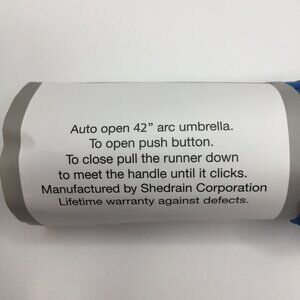 Auto open 42” arc umbrella.
To open push button.
To close pull the runner down
to meet the handle until it clicks.
Manufactured by Shedrain Corporation
Lifetime warranty against defects.